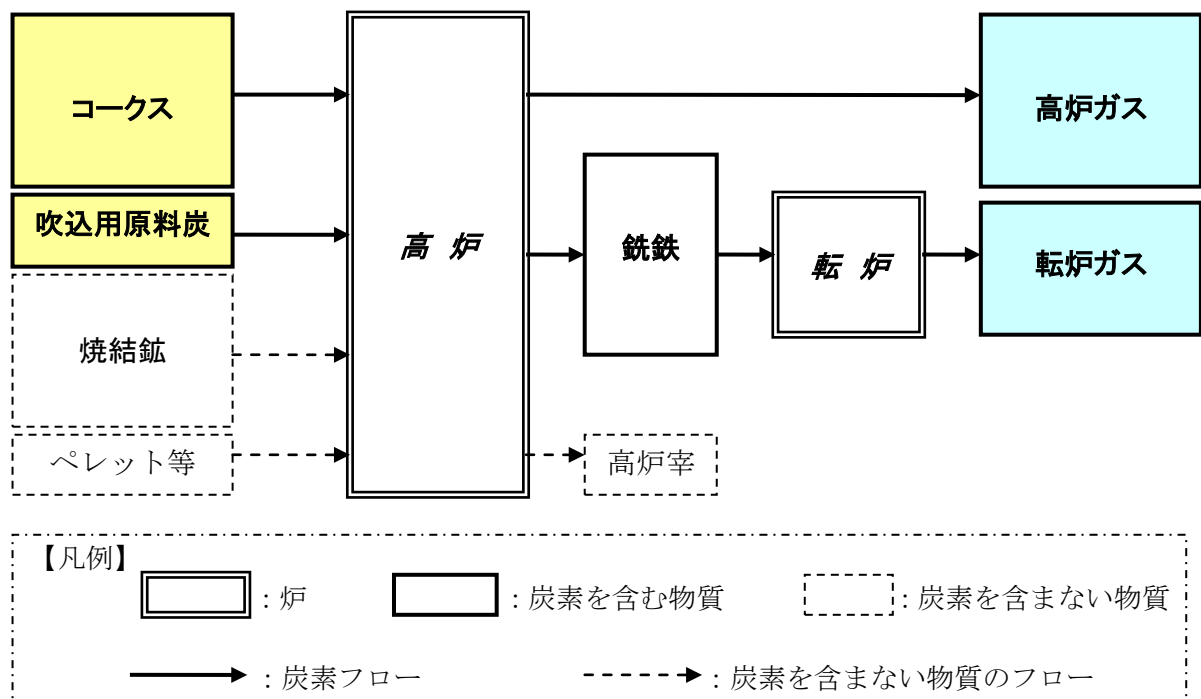 コークス
高炉ガス
吹込用原料炭
高 炉
銑鉄
転 炉
転炉ガス
焼結鉱
ペレット等
高炉宰
【凡例】
: 炉
: 炭素を含む物質
: 炭素を含まない物質
: 炭素フロー
: 炭素を含まない物質のフロー